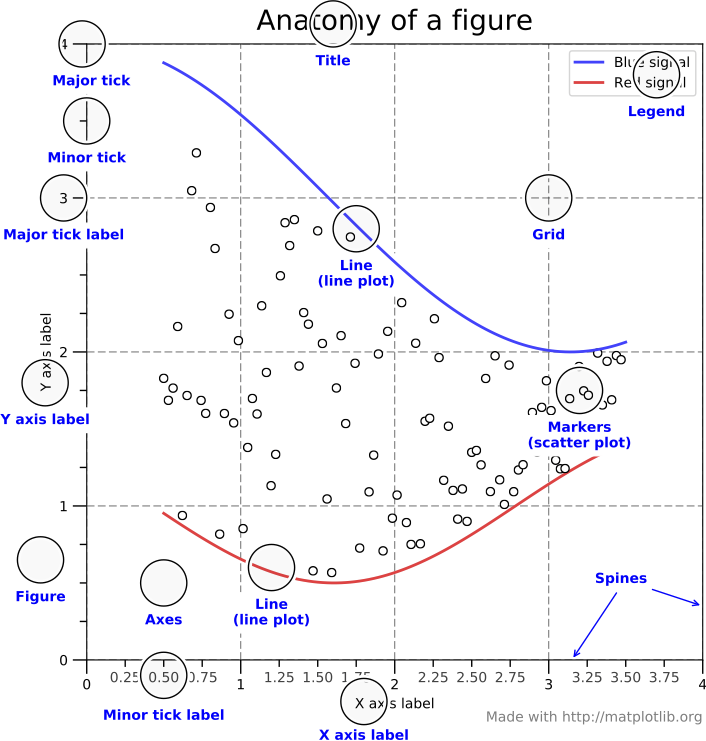 Anatomy of a figure
4
Blue signal
Red signal
Title
Major tick
Legend
Minor tick
3
Major tick label
Grid
Line
(line plot)
Y axis label
2
Y axis label
Markers
(scatter plot)
1
Figure
Axes
Line
(line plot)
Spines
0
0 0.25 0.50 0.75 1 1.25 1.50 1.75 2 2.25 2.50 2.75 3 3.25 3.50 3.75 4
X axis label
Minor tick label
X axis label
Made with http://matplotlib.org